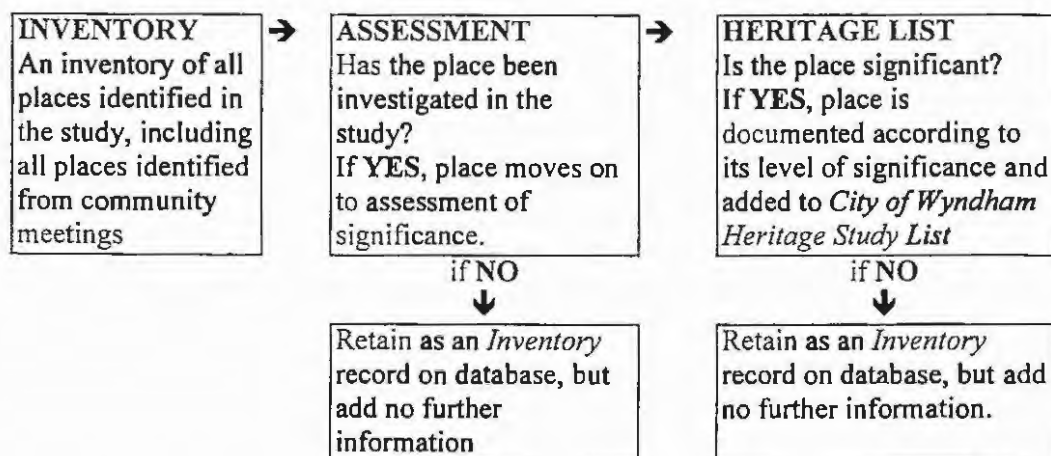 INVENTORY
An inventory of all
places identified in
the study, including
all places identified
from community
meetings
➔
ASSESSMENT
Has the place been
investigated in the
study?
If YES, place moves on
to assessment of
significance.
➔
HERITAGE LIST
Is the place significant?
If YES, place is
documented according to
its level of significance and
added to City of Wyndham
Heritage Study List
if NO
Retain as an Inventory
record on database, but
add no further
information
if NO
Retain as an Inventory
record on database, but add
no further information.